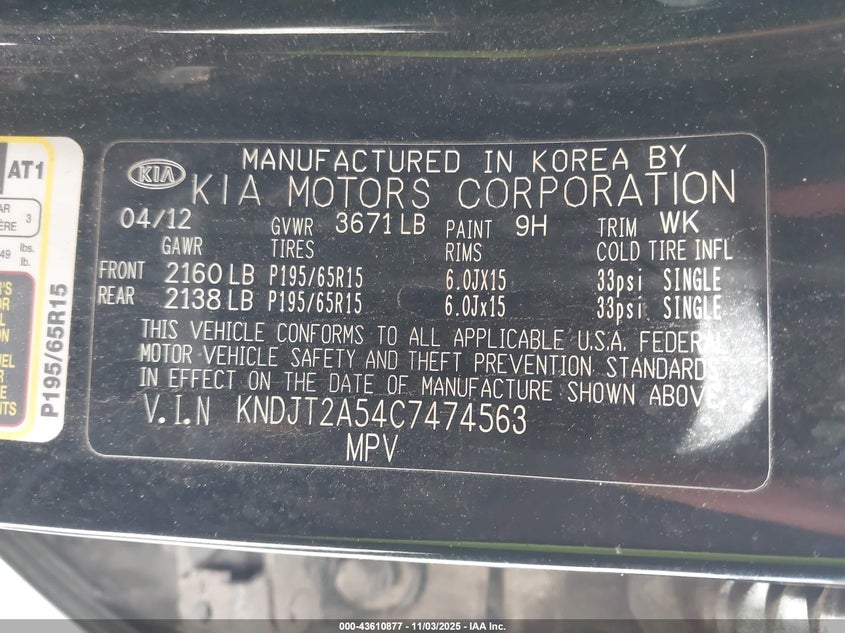 MANUFACTURED IN KOREA BY
KIA KIA MOTORS CORPORATION
04/12 GVWR 3671 LB PAINT 9H TRIM WK
GAWR TIRES RIMS COLD TIRE INFL
FRONT 2160 LB P195/65R15 6.0JX15 33psi SINGLE
REAR 2138 LB P195/65R15 6.0Jx15 33psi SINGLE
THIS VEHICLE CONFORMS TO ALL APPLICABLE U.S.A. FEDERAL
MOTOR VEHICLE SAFETY AND THEFT PREVENTION STANDARDS
IN EFFECT ON THE DATE OF MANUFACTURE SHOWN ABOVE
V.I.N KNDJT2A54C7474563
MPV
AT1
3
lbs.
P195/65R15
000-43610877 - 11/03/2025 - IAA Inc.